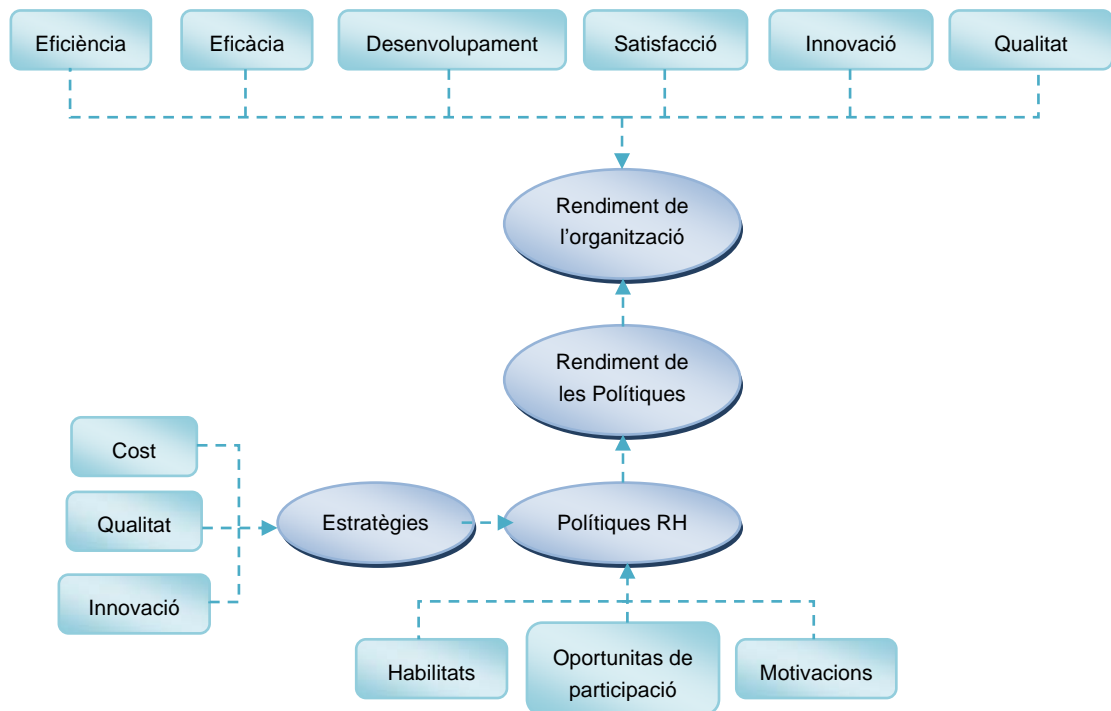 Eficiència
Eficàcia
Desenvolupament
Satisfacció
Innovació
Qualitat
Rendiment de
l’organització
Rendiment de
les Polítiques
Cost
Qualitat
Innovació
Estratègies
Polítiques RH
Habilitats
Oportunitas de
participació
Motivacions